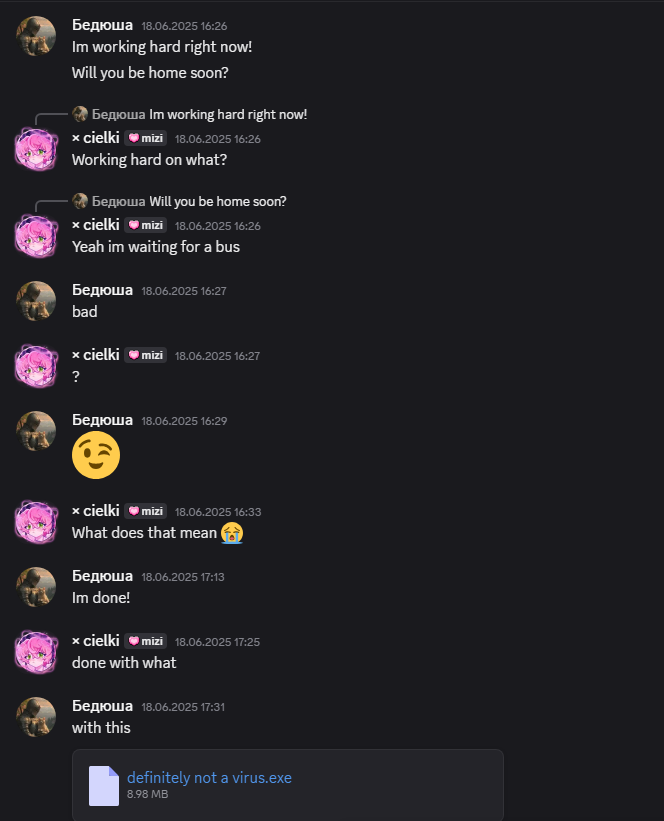 Бедюша 18.06.2025 16:26
Im working hard right now!
Will you be home soon?
Бедюша Im working hard right now!
× cielki mizi 18.06.2025 16:26
Working hard on what?
Бедюша Will you be home soon?
× cielki mizi 18.06.2025 16:26
Yeah im waiting for a bus
Бедюша 18.06.2025 16:27
bad
× cielki mizi 18.06.2025 16:27
?
Бедюша 18.06.2025 16:29
× cielki mizi 18.06.2025 16:33
What does that mean 😭
Бедюша 18.06.2025 17:13
Im done!
× cielki mizi 18.06.2025 17:25
done with what
Бедюша 18.06.2025 17:31
with this
definitely not a virus.exe
8.98 MB